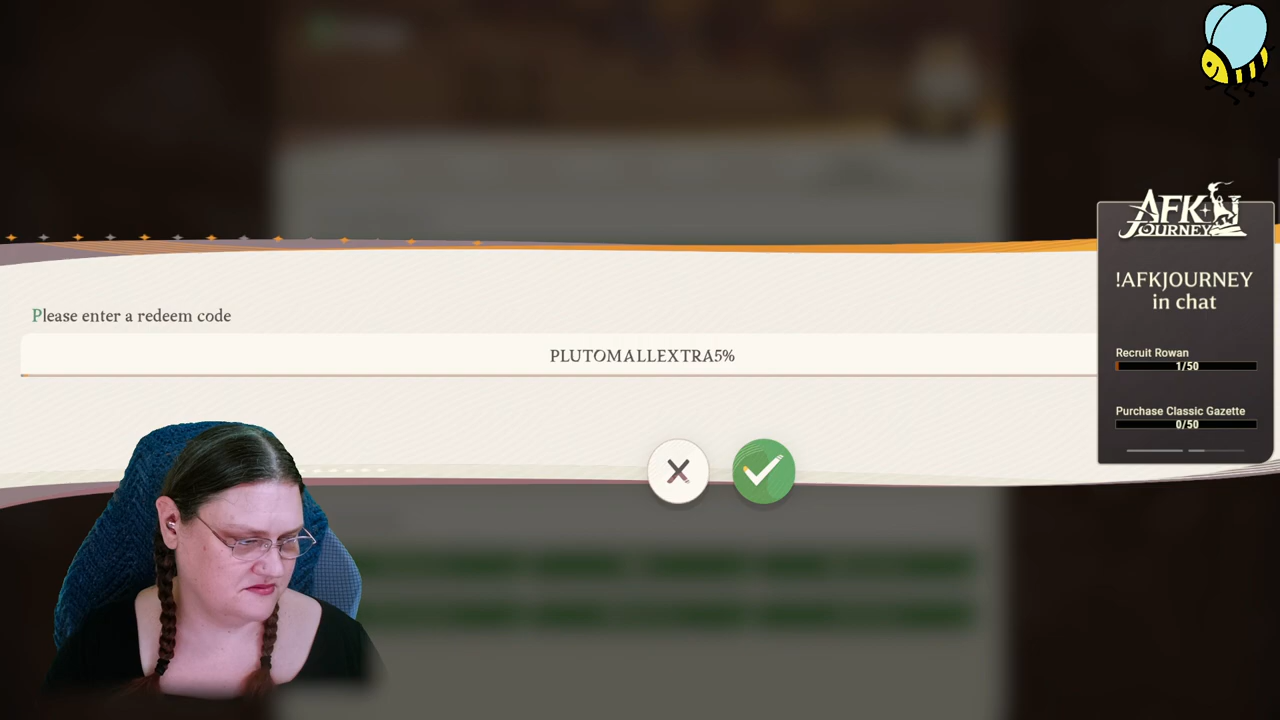 Please enter a redeem code
PLUTOMALLEXTRA5%
AFK
JOURNEY
!AFKJOURNEY
in chat
Recruit Rowan
1/50
Purchase Classic Gazette
0/50